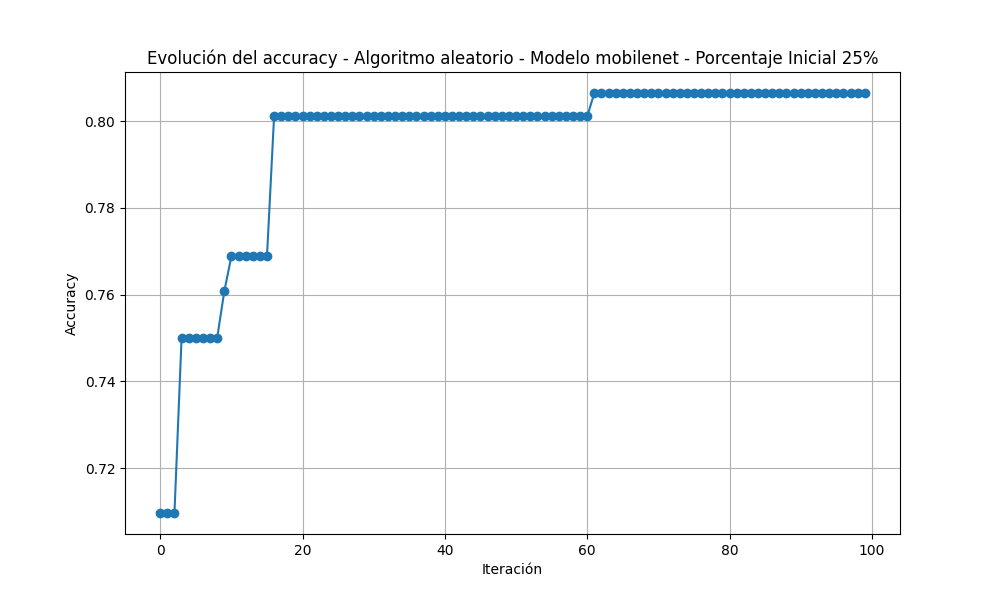 Evolución del accuracy - Algoritmo aleatorio - Modelo mobilenet - Porcentaje Inicial 25%
Accuracy
0.80
0.78
0.76
0.74
0.72
0 20 40 60 80 100
Iteración